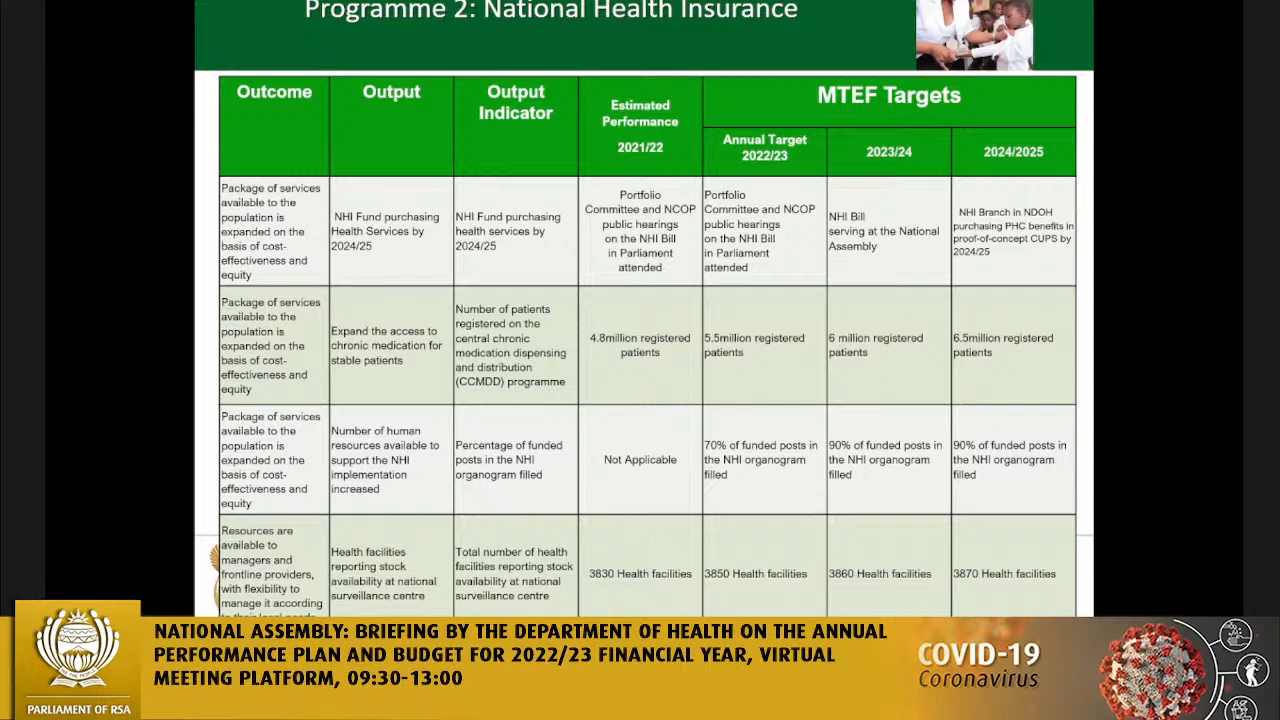 Programme 2: National Health Insurance
Outcome
Output
Output
Indicator
Estimated
Performance
2021/22
MTEF Targets
Annual Target
2022/23
2023/24
2024/2025
Package of services
available to the
population is
expanded on the
basis of cost-
effectiveness and
equity
NHI Fund purchasing
Health Services by
2024/25
NHI Fund purchasing
health services by
2024/25
Portfolio
Committee and NCOP
public hearings
on the NHI Bill
in Parliament
attended
Portfolio
Committee and NCOP
public hearings
on the NHI Bill
in Parliament
attended
NHI Bill
serving at the National
Assembly
NHI Branch in NDOH
purchasing PHC benefits in
proof-of-concept CUPS by
2024/25
Package of services
available to the
population is
expanded on the
basis of cost-
effectiveness and
equity
Expand the access to
chronic medication for
stable patients
Number of patients
registered on the
central chronic
medication dispensing
and distribution
(CCMDD) programme
4.8million registered
patients
5.5million registered
patients
6 million registered
patients
6.5million registered
patients
Package of services
available to the
population is
expanded on the
basis of cost-
effectiveness and
equity
Number of human
resources available to
support the NHI
implementation
increased
Percentage of funded
posts in the NHI
organogram filled
Not Applicable
70% of funded posts in
the NHI organogram
filled
90% of funded posts in
the NHI organogram
filled
90% of funded posts in
the NHI organogram
filled
Resources are
available to
managers and
frontline providers,
with flexibility to
manage it according
Health facilities
reporting stock
availability at national
surveillance centre
Total number of health
facilities reporting stock
availability at national
surveillance centre
3830 Health facilities
3850 Health facilities
3860 Health facilities
3870 Health facilities
NATIONAL ASSEMBLY: BRIEFING BY THE DEPARTMENT OF HEALTH ON THE ANNUAL
PERFORMANCE PLAN AND BUDGET FOR 2022/23 FINANCIAL YEAR, VIRTUAL
MEETING PLATFORM, 09:30-13:00
PARLIAMENT OF RSA
COVID-19
Coronavirus